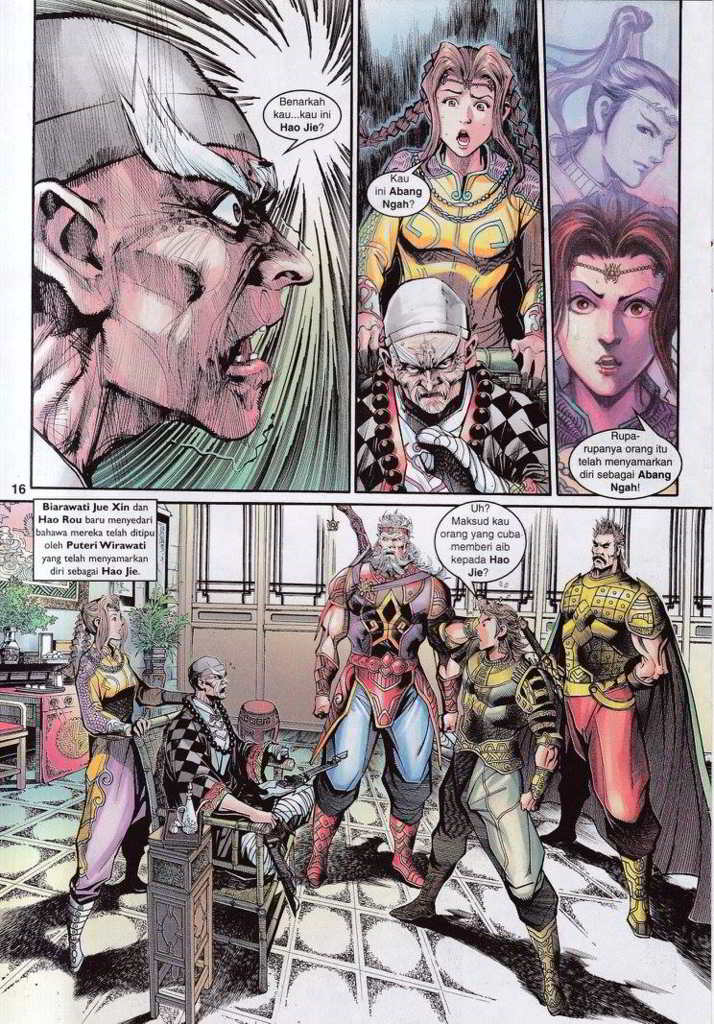 Benarkah
kau...kau ini
Hao Jie?
Kau
ini Abang
Ngah?
Rupa-
rupanya orang itu
telah menyamarkan
diri sebagai Abang
Ngah!
16
Biarawati Jue Xin dan
Hao Rou baru menyedari
bahawa mereka telah ditipu
oleh Puteri Wirawati
yang telah menyamarkan
diri sebagai Hao Jie.
Uh?
Maksud kau
orang yang cuba
memberi aib
kepada Hao
Jie?